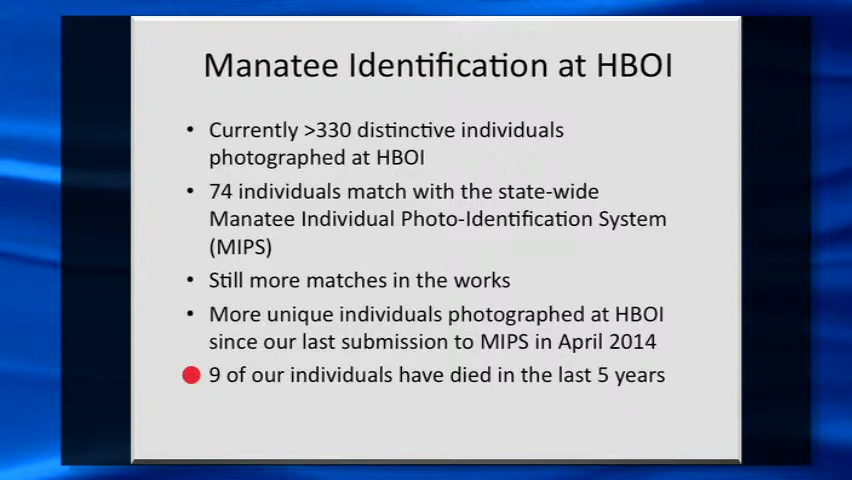 Manatee Identification at HBOI
• Currently >330 distinctive individuals
photographed at HBOI
• 74 individuals match with the state-wide
Manatee Individual Photo-Identification System
(MIPS)
• Still more matches in the works
• More unique individuals photographed at HBOI
since our last submission to MIPS in April 2014
9 of our individuals have died in the last 5 years